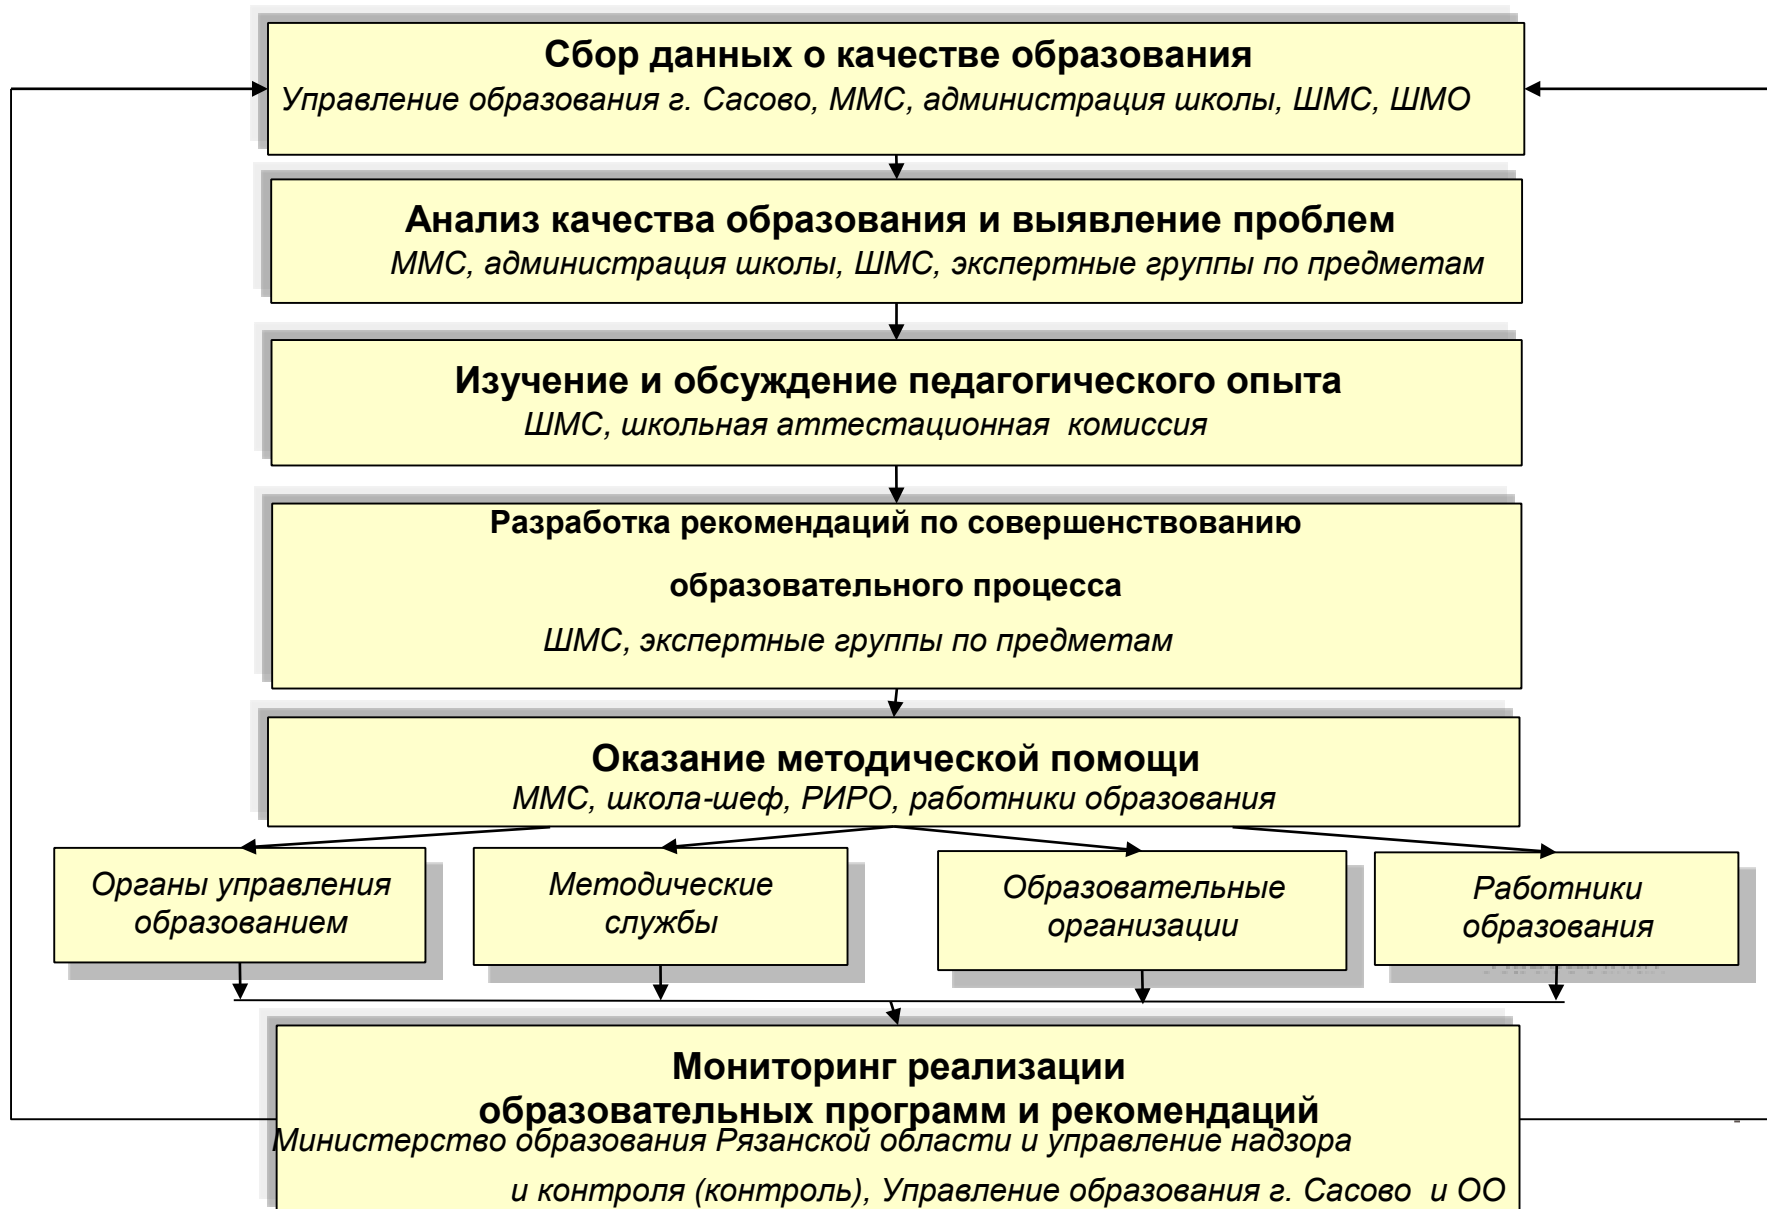 Сбор данных о качестве образования
Управление образования г. Сасово, ММС, администрация школы, ШМС, ШМО
Анализ качества образования и выявление проблем
ММС, администрация школы, ШМС, экспертные группы по предметам
Изучение и обсуждение педагогического опыта
ШМС, школьная аттестационная комиссия
Разработка рекомендаций по совершенствованию
образовательного процесса
ШМС, экспертные группы по предметам
Оказание методической помощи
ММС, школа-шеф, РИРО, работники образования
Органы управления
образованием
Методические
службы
Образовательные
организации
Работники
образования
Мониторинг реализации
образовательных программ и рекомендаций
Министерство образования Рязанской области и управление надзора
и контроля (контроль), Управление образования г. Сасово и ОО